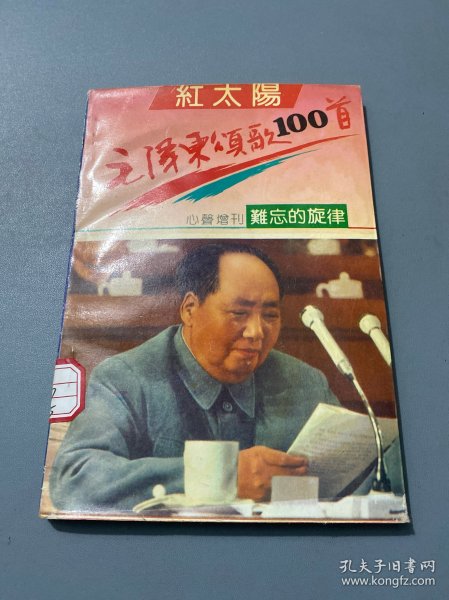 紅太陽
毛澤東頌歌100首
心聲增刊 難忘的旋律
孔夫子旧书网
www.kongfz.com